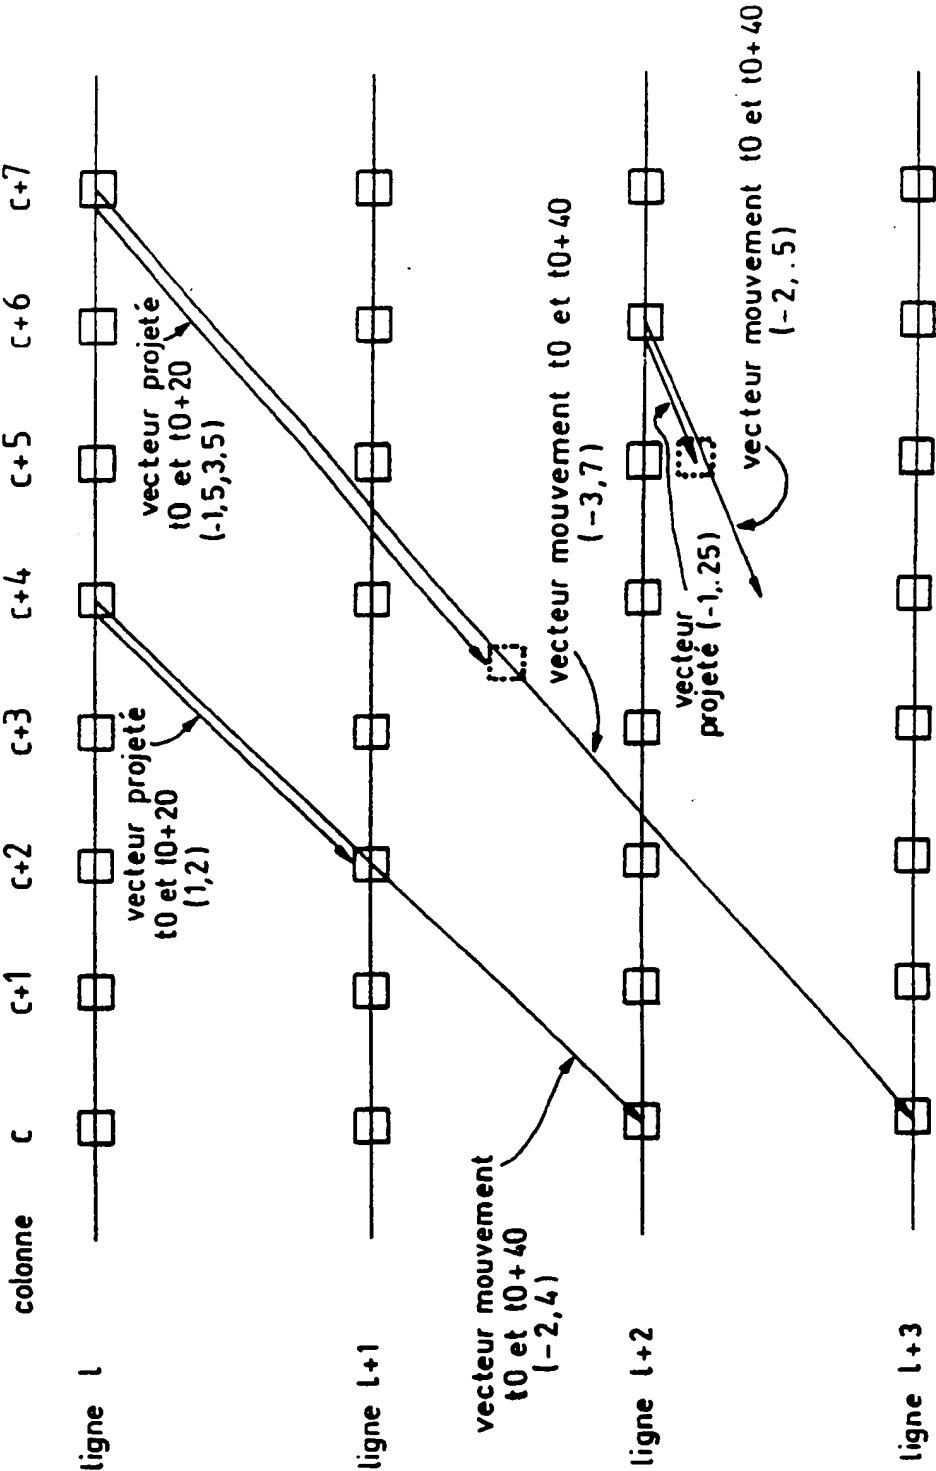 colonne C C+1 C+2 C+3 C+4 C+5 C+6 C+7
ligne l
vecteur projeté
t0 et t0+20
(1,2)
vecteur projeté
t0 et t0+20
(-1,5,3,5)
ligne l+1
vecteur mouvement
t0 et t0+40
(-2,4)
vecteur mouvement t0 et t0+40
(-3,7)
ligne l+2
vecteur
projeté (-1,.25)
vecteur mouvement t0 et t0+40
(-2,.5)
ligne l+3